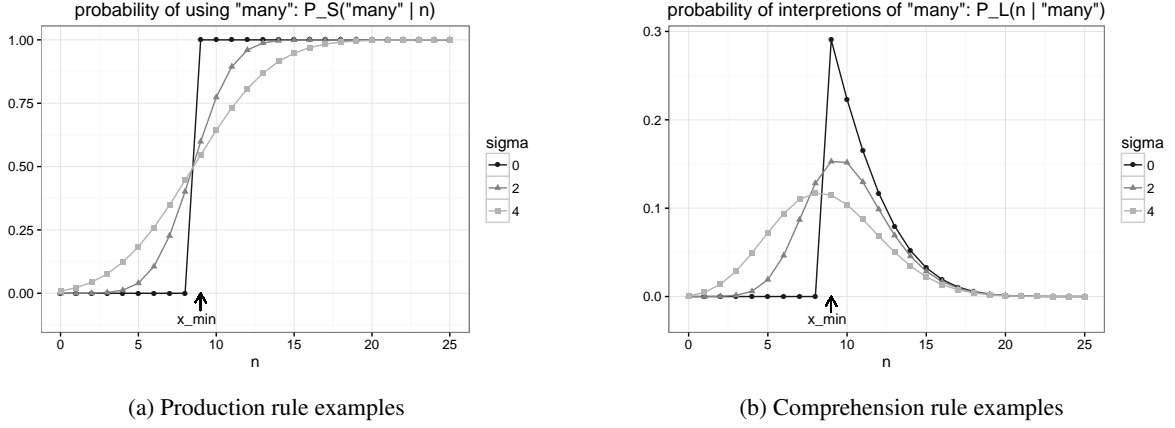 probability of using "many": P_S("many" | n)
1.00
0.75
0.50
0.25
0.00
x_min
0 5 10 15 20 25
n
sigma
0
2
4
(a) Production rule examples
probability of interpretions of "many": P_L(n | "many")
0.3
0.2
0.1
0.0
x_min
0 5 10 15 20 25
n
sigma
0
2
4
(b) Comprehension rule examples